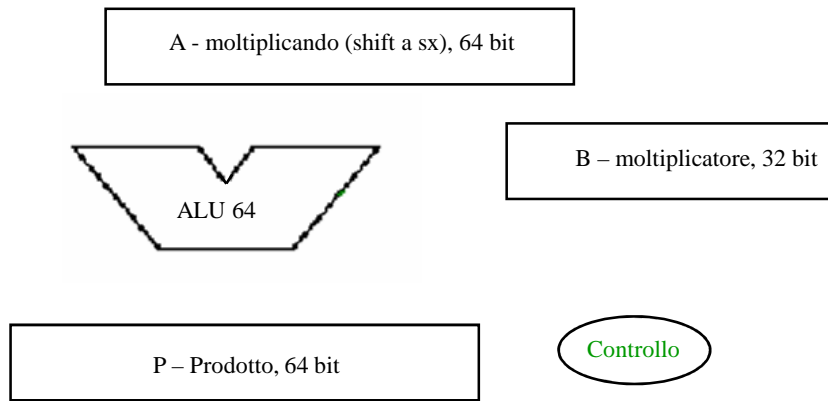 A - moltiplicando (shift a sx), 64 bit
B – moltiplicatore, 32 bit
ALU 64
P – Prodotto, 64 bit
Controllo